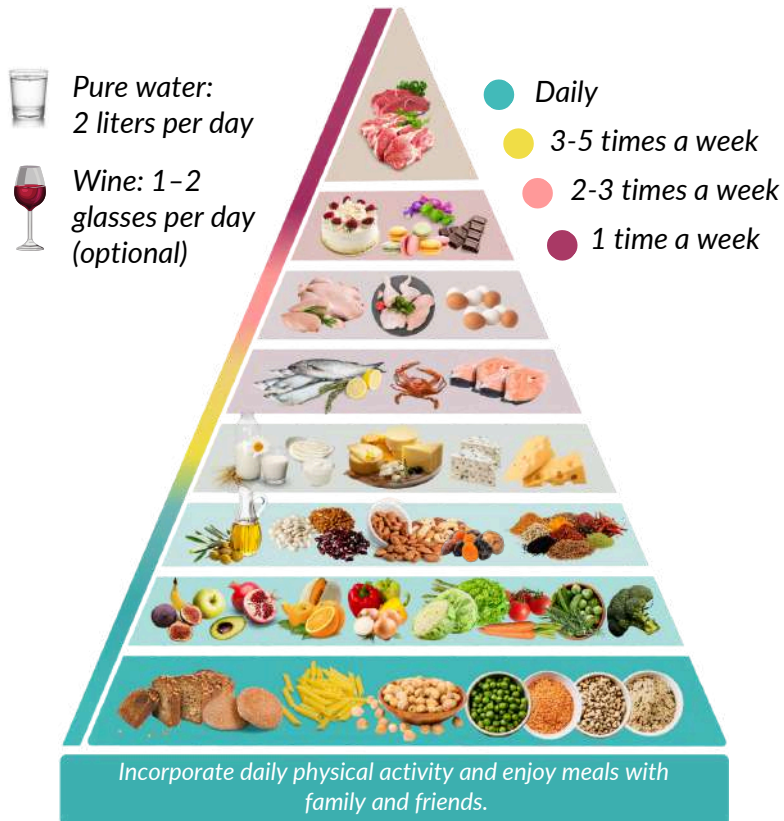 Pure water:
2 liters per day
Wine: 1–2
glasses per day
(optional)
Daily
3-5 times a week
2-3 times a week
1 time a week
Incorporate daily physical activity and enjoy meals with
family and friends.